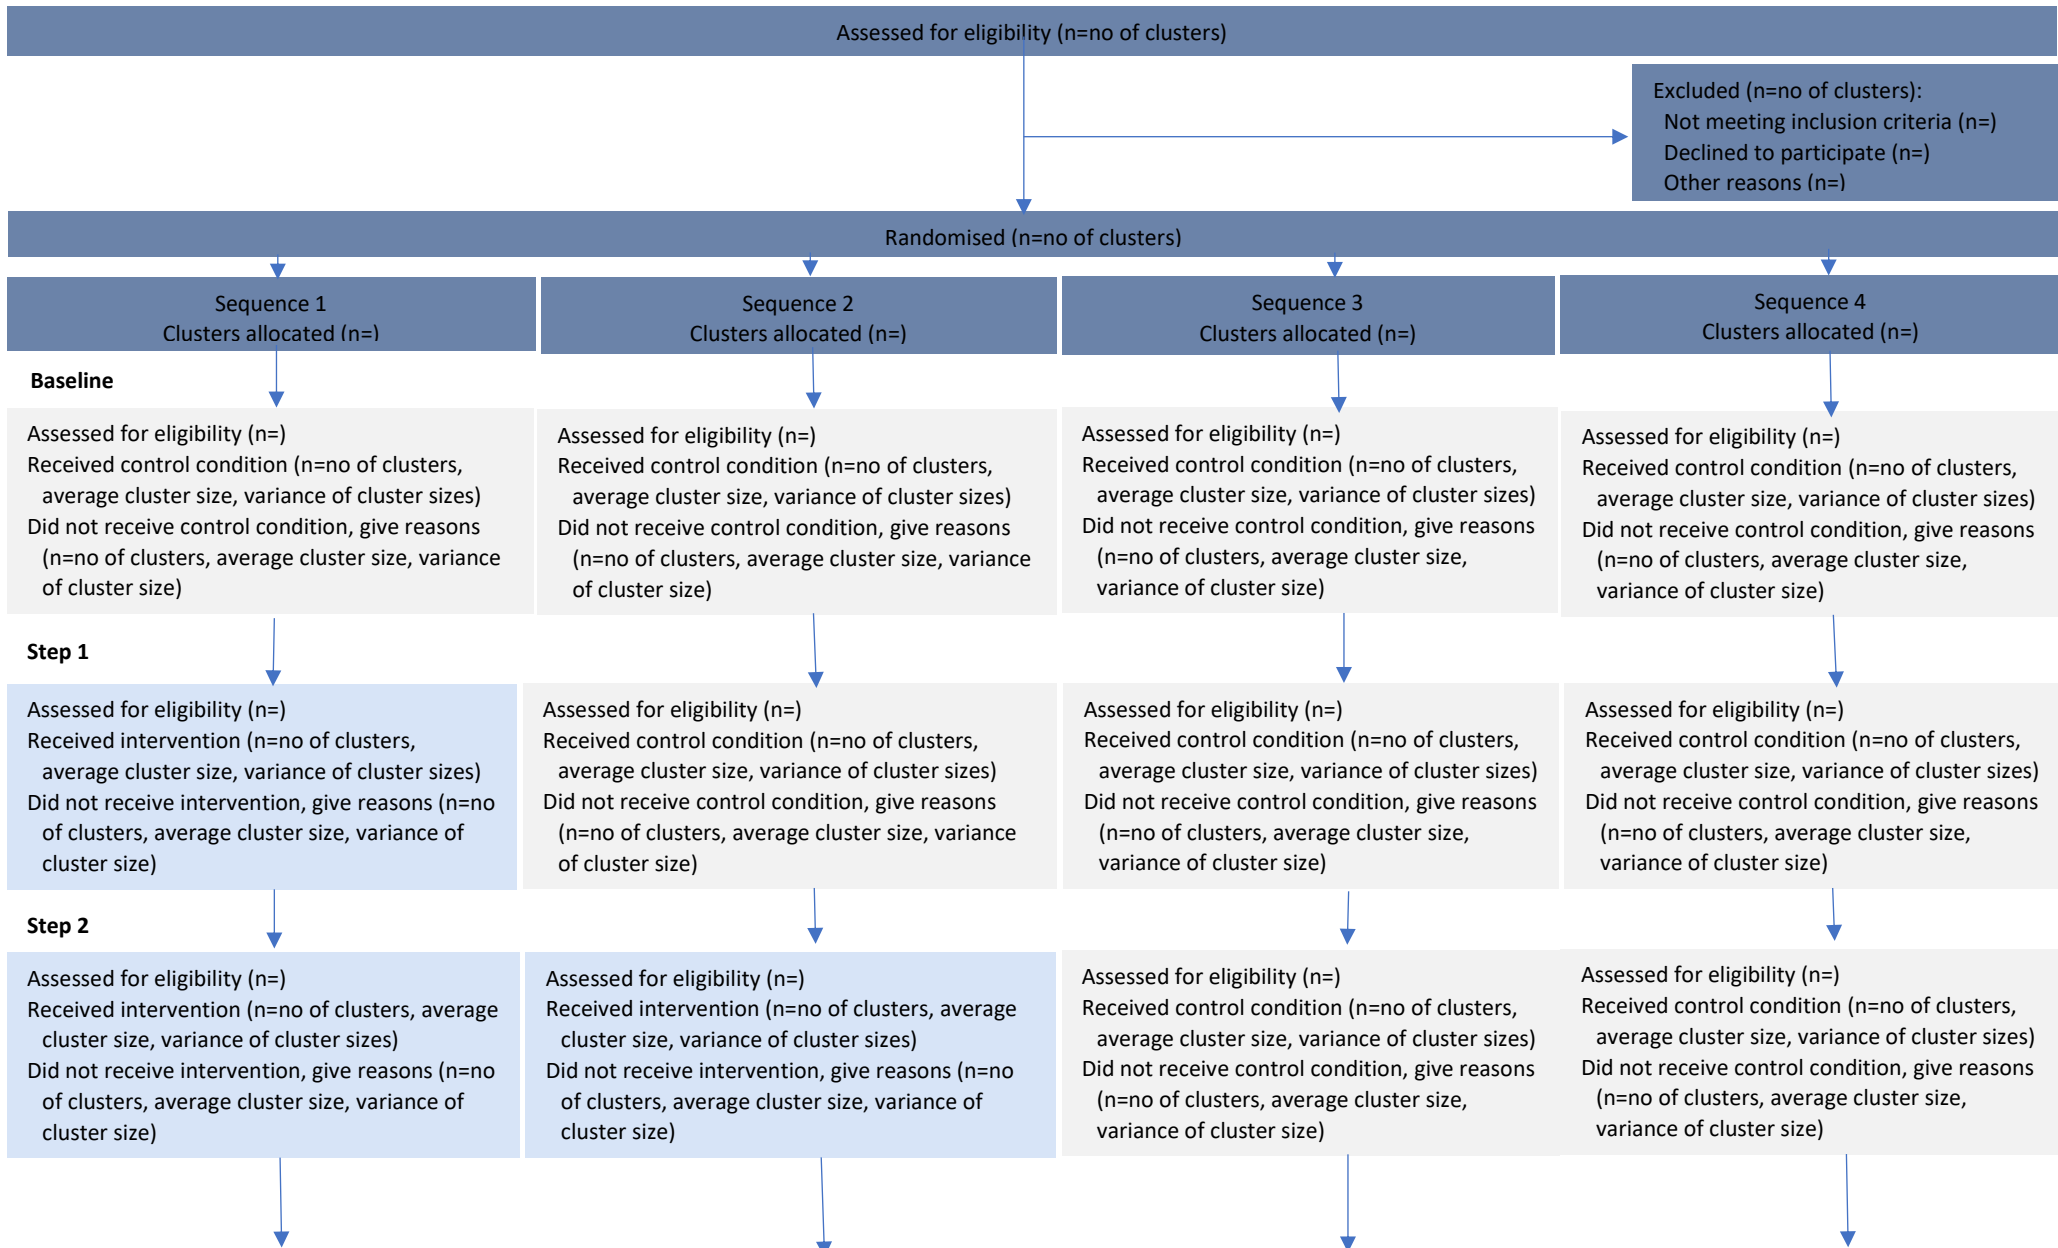 Assessed for eligibility (n=no of clusters)
Excluded (n=no of clusters):
Not meeting inclusion criteria (n=)
Declined to participate (n=)
Other reasons (n=)
Randomised (n=no of clusters)
Sequence 1
Clusters allocated (n=)
Sequence 2
Clusters allocated (n=)
Sequence 3
Clusters allocated (n=)
Sequence 4
Clusters allocated (n=)
Baseline
Assessed for eligibility (n=)
Received control condition (n=no of clusters,
average cluster size, variance of cluster sizes)
Did not receive control condition, give reasons
(n=no of clusters, average cluster size, variance
of cluster size)
Assessed for eligibility (n=)
Received control condition (n=no of clusters,
average cluster size, variance of cluster sizes)
Did not receive control condition, give reasons
(n=no of clusters, average cluster size, variance
of cluster size)
Assessed for eligibility (n=)
Received control condition (n=no of clusters,
average cluster size, variance of cluster sizes)
Did not receive control condition, give reasons
(n=no of clusters, average cluster size,
variance of cluster size)
Assessed for eligibility (n=)
Received control condition (n=no of clusters,
average cluster size, variance of cluster sizes)
Did not receive control condition, give reasons
(n=no of clusters, average cluster size,
variance of cluster size)
Step 1
Assessed for eligibility (n=)
Received intervention (n=no of clusters,
average cluster size, variance of cluster sizes)
Did not receive intervention, give reasons (n=no
of clusters, average cluster size, variance of
cluster size)
Assessed for eligibility (n=)
Received control condition (n=no of clusters,
average cluster size, variance of cluster sizes)
Did not receive control condition, give reasons
(n=no of clusters, average cluster size, variance
of cluster size)
Assessed for eligibility (n=)
Received control condition (n=no of clusters,
average cluster size, variance of cluster sizes)
Did not receive control condition, give reasons
(n=no of clusters, average cluster size,
variance of cluster size)
Assessed for eligibility (n=)
Received control condition (n=no of clusters,
average cluster size, variance of cluster sizes)
Did not receive control condition, give reasons
(n=no of clusters, average cluster size,
variance of cluster size)
Step 2
Assessed for eligibility (n=)
Received intervention (n=no of clusters, average
cluster size, variance of cluster sizes)
Did not receive intervention, give reasons (n=no
of clusters, average cluster size, variance of
cluster size)
Assessed for eligibility (n=)
Received intervention (n=no of clusters, average
cluster size, variance of cluster sizes)
Did not receive intervention, give reasons (n=no
of clusters, average cluster size, variance of
cluster size)
Assessed for eligibility (n=)
Received control condition (n=no of clusters,
average cluster size, variance of cluster sizes)
Did not receive control condition, give reasons
(n=no of clusters, average cluster size,
variance of cluster size)
Assessed for eligibility (n=)
Received control condition (n=no of clusters,
average cluster size, variance of cluster sizes)
Did not receive control condition, give reasons
(n=no of clusters, average cluster size,
variance of cluster size)